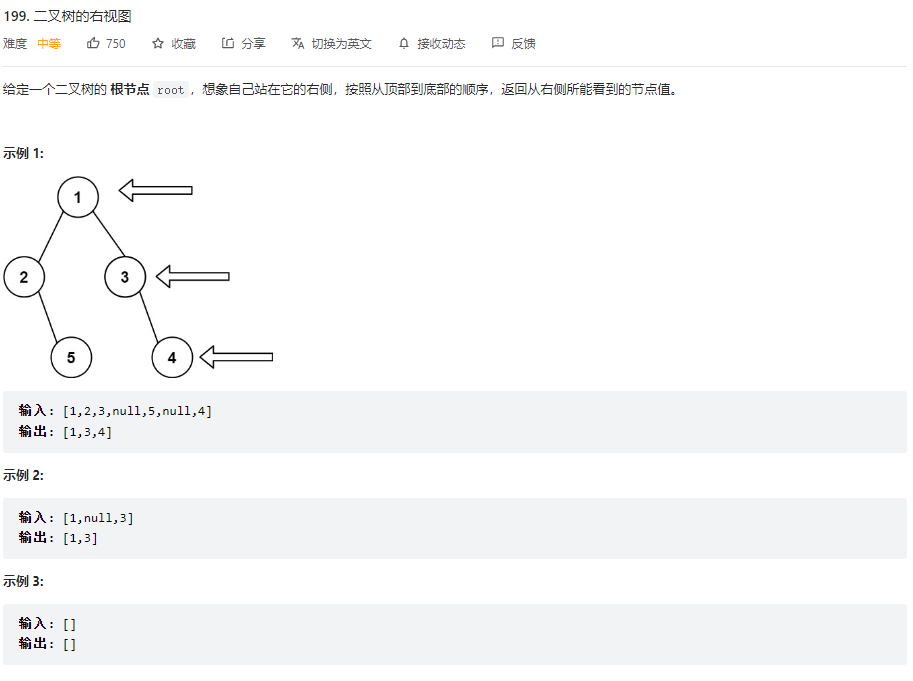 199. 二叉树的右视图
难度 中等 750 收藏 分享 切换为英文 接收动态 反馈
给定一个二叉树的 根节点 root ，想象自己站在它的右侧，按照从顶部到底部的顺序，返回从右侧所能看到的节点值。
示例 1:
1
2 3
5 4
输入: [1,2,3,null,5,null,4]
输出: [1,3,4]
示例 2:
输入: [1,null,3]
输出: [1,3]
示例 3:
输入: []
输出: []